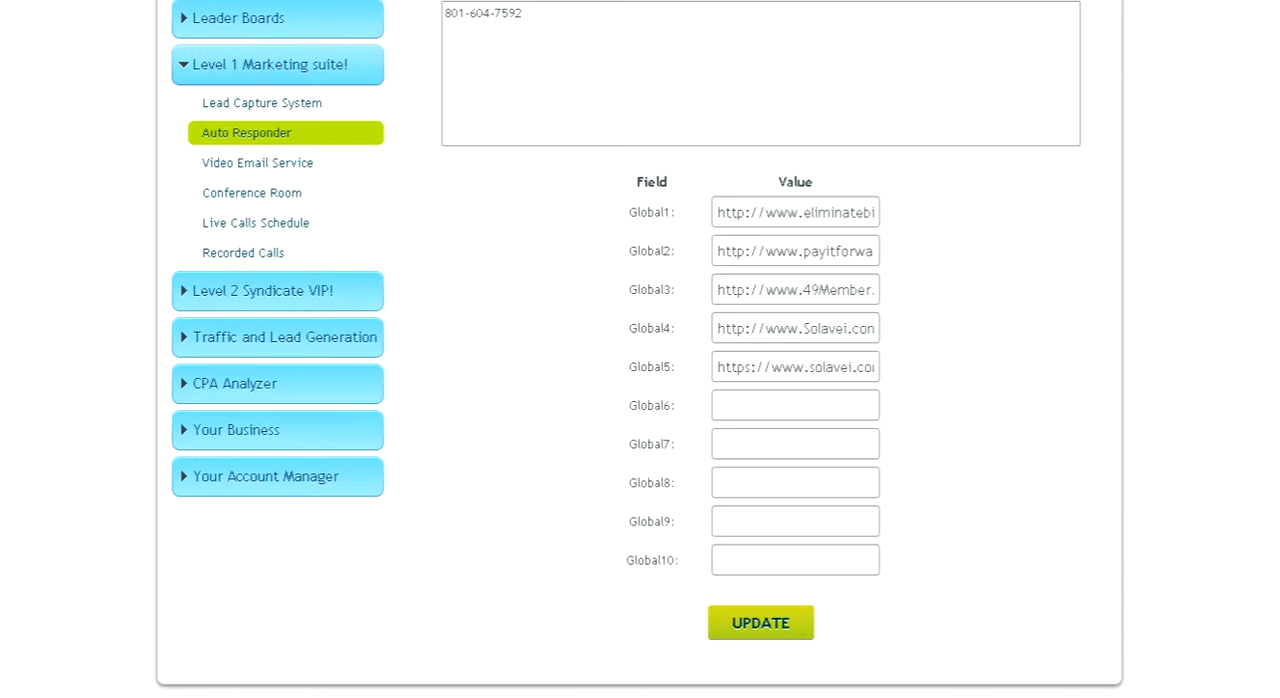 Leader Boards
Level 1 Marketing suite!
Lead Capture System
Auto Responder
Video Email Service
Conference Room
Live Calls Schedule
Recorded Calls
Level 2 Syndicate VIP!
Traffic and Lead Generation
CPA Analyzer
Your Business
Your Account Manager
801-604-7592
Field Value
Global1: http://www.eliminatebi
Global2: http://www.payitforwa
Global3: http://www.49Member.
Global4: http://www.Solavei.con
Global5: https://www.solavei.co
Global6:
Global7:
Global8:
Global9:
Global10:
UPDATE